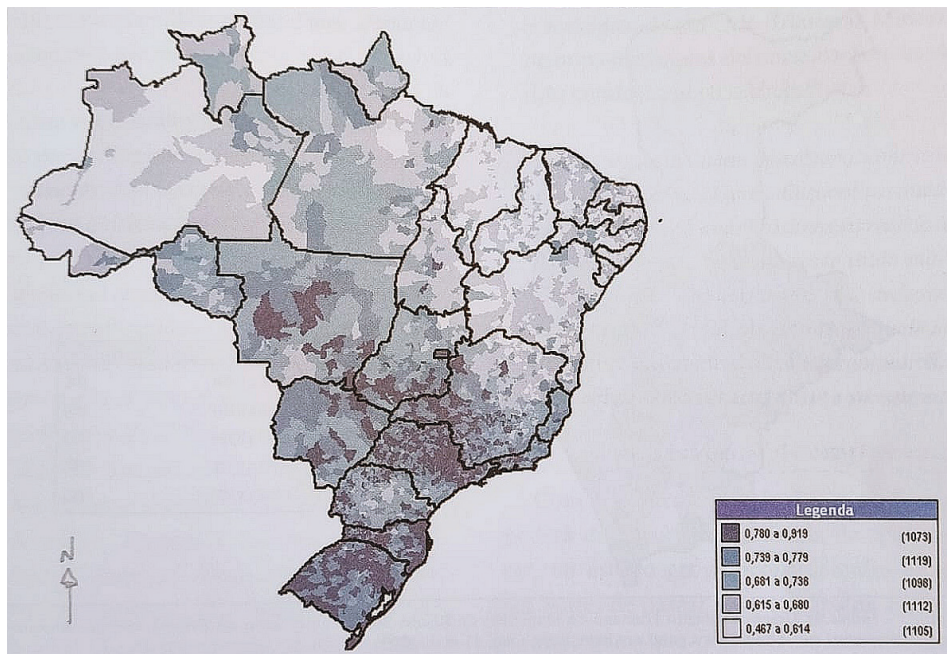 N
Legenda
0,780 a 0,919 (1073)
0,739 a 0,779 (1119)
0,681 a 0,738 (1098)
0,615 a 0,680 (1112)
0,467 a 0,614 (1105)